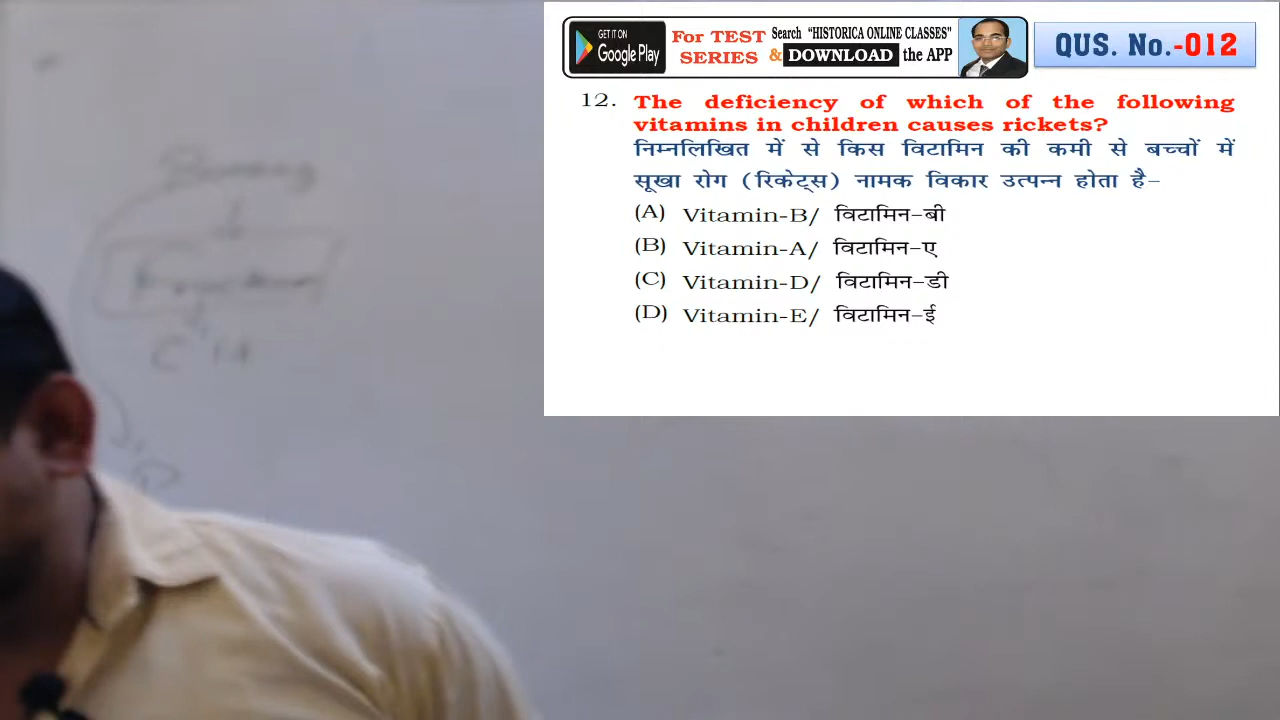 GET IT ON
Google Play
For TEST
SERIES
Search "HISTORICA ONLINE CLASSES"
& DOWNLOAD the APP
QUS. No.-012
12. The deficiency of which of the following
vitamins in children causes rickets?
निम्नलिखित में से किस विटामिन की कमी से बच्चों में
सूखा रोग (रिकेट्स) नामक विकार उत्पन्न होता है-
(A) Vitamin-B/ विटामिन-बी
(B) Vitamin-A/ विटामिन-ए
(C) Vitamin-D/ विटामिन-डी
(D) Vitamin-E/ विटामिन-ई